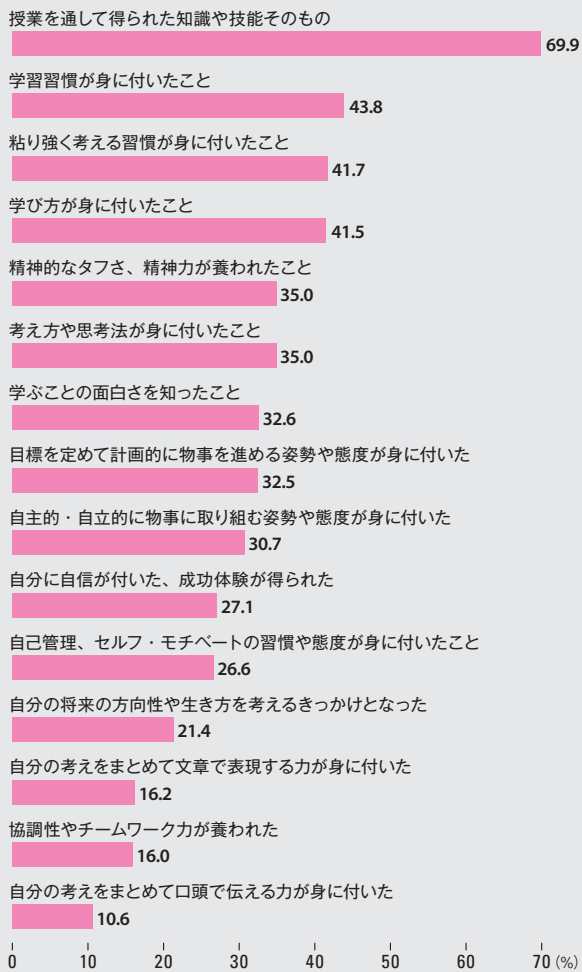 授業を通して得られた知識や技能そのもの
69.9
学習習慣が身に付いたこと
43.8
粘り強く考える習慣が身に付いたこと
41.7
学び方が身に付いたこと
41.5
精神的なタフさ、精神力が養われたこと
35.0
考え方や思考法が身に付いたこと
35.0
学ぶことの面白さを知ったこと
32.6
目標を定めて計画的に物事を進める姿勢や態度が身に付いた
32.5
自主的・自立的に物事に取り組む姿勢や態度が身に付いた
30.7
自分に自信が付いた、成功体験が得られた
27.1
自己管理、セルフ・モチベートの習慣や態度が身に付いたこと
26.6
自分の将来の方向性や生き方を考えるきっかけとなった
21.4
自分の考えをまとめて文章で表現する力が身に付いた
16.2
協調性やチームワーク力が養われた
16.0
自分の考えをまとめて口頭で伝える力が身に付いた
10.6
0 10 20 30 40 50 60 70 (%)